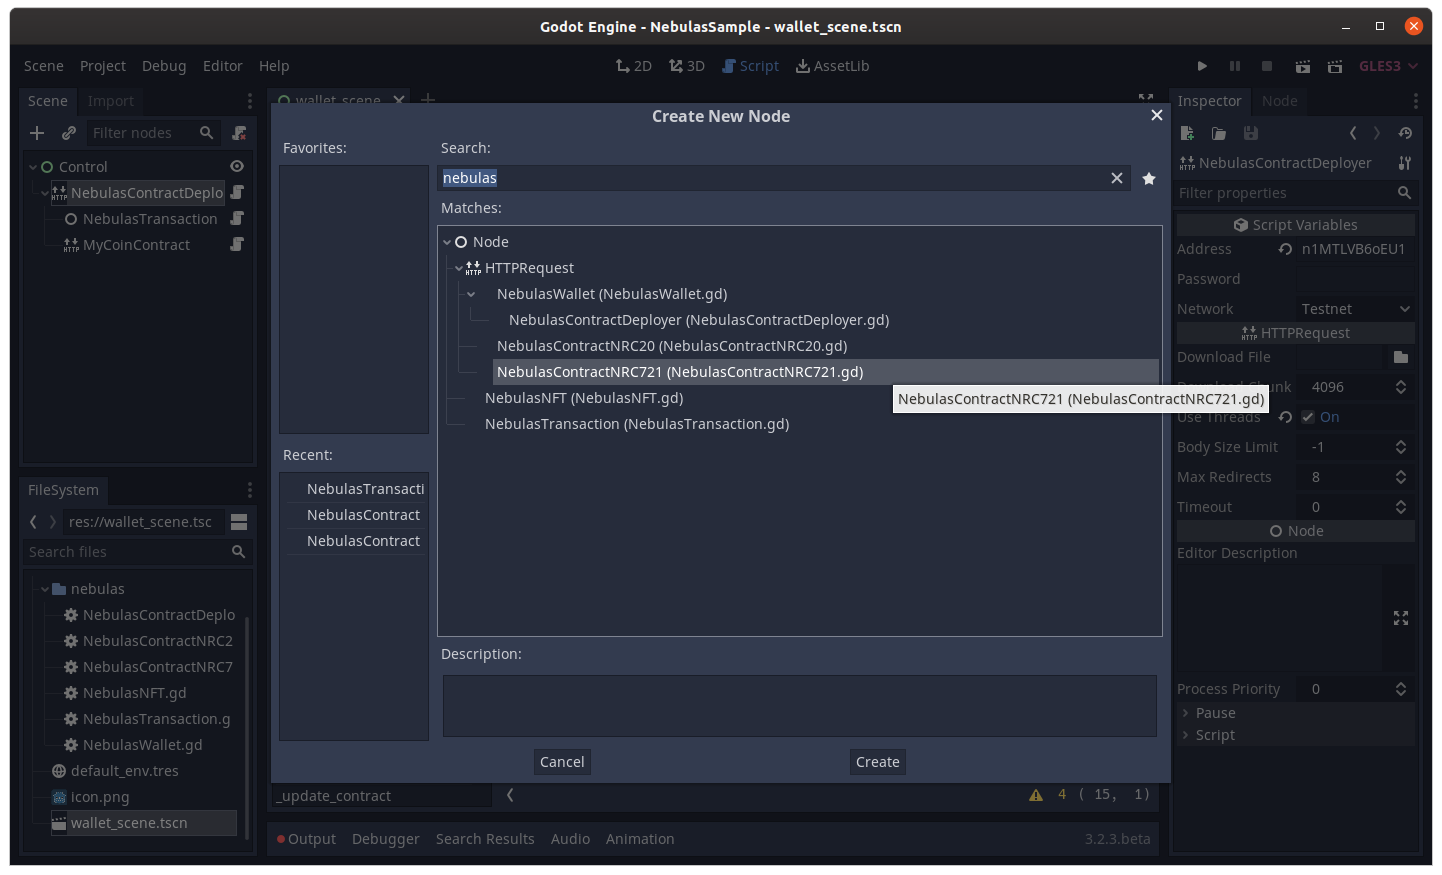 Godot Engine - NebulasSample - wallet_scene.tscn
Scene Project Debug Editor Help
2D 3D Script AssetLib
GLES3
Scene Import
Filter nodes
Control
NebulasContractDeplo
NebulasTransaction
MyCoinContract
FileSystem
res://wallet_scene.tsc
Search files
nebulas
NebulasContractDeplo
NebulasContractNRC2
NebulasContractNRC7
NebulasNFT.gd
NebulasTransaction.g
NebulasWallet.gd
default_env.tres
icon.png
wallet_scene.tscn
wallet_scene
Create New Node
Favorites:
Recent:
NebulasTransacti
NebulasContract
NebulasContract
Search:
nebulas
Matches:
Node
HTTP HTTPRequest
NebulasWallet (NebulasWallet.gd)
NebulasContractDeployer (NebulasContractDeployer.gd)
NebulasContractNRC20 (NebulasContractNRC20.gd)
NebulasContractNRC721 (NebulasContractNRC721.gd)
NebulasContractNRC721 (NebulasContractNRC721.gd)
NebulasNFT (NebulasNFT.gd)
NebulasTransaction (NebulasTransaction.gd)
Description:
Cancel Create
_update_contract
4 ( 15, 1)
Output Debugger Search Results Audio Animation
3.2.3.beta
Inspector Node
NebulasContractDeployer
Filter properties
Script Variables
Address n1MTLVB6oEU1
Password
Network Testnet
HTTPRequest
Download File
Download Chunk 4096
Use Threads On
Body Size Limit -1
Max Redirects 8
Timeout 0
Node
Editor Description
Process Priority 0
Pause
Script